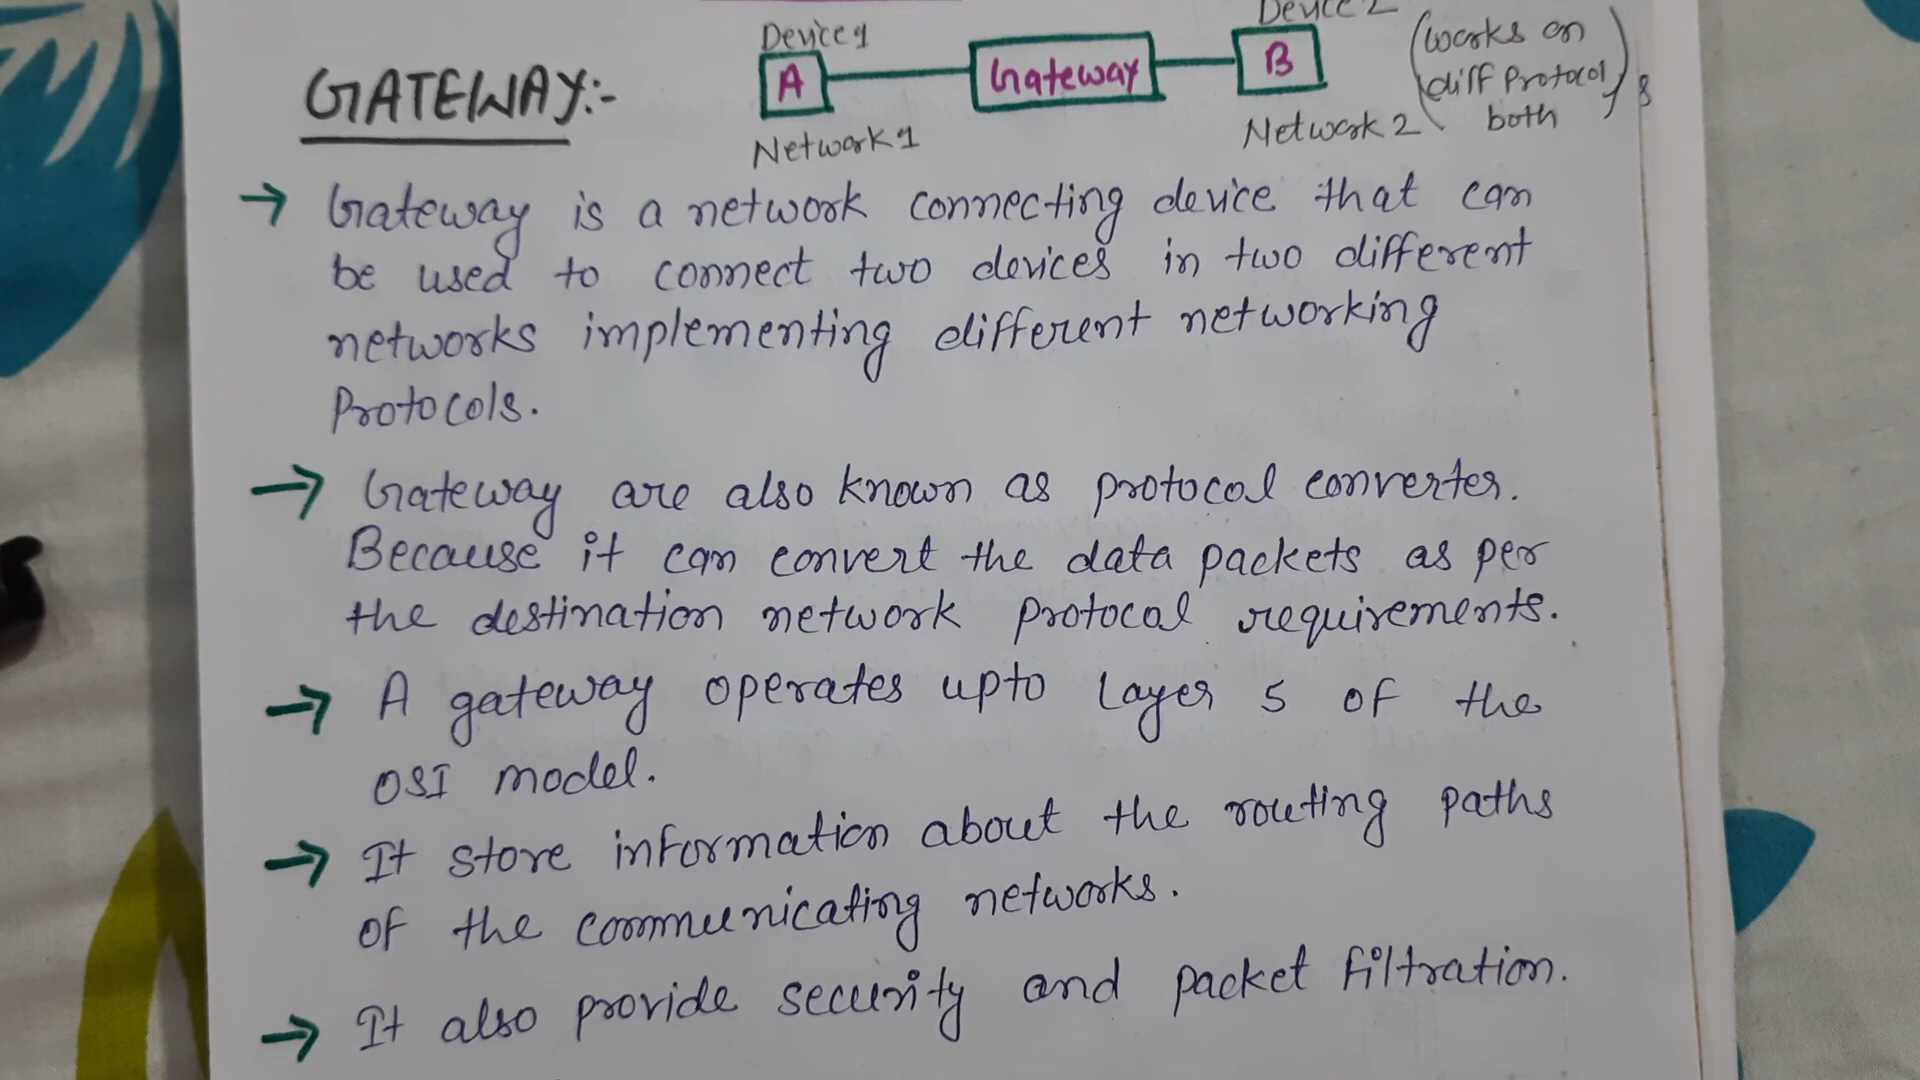 Device 1
Device 2
GATEWAY:-
A
Gateway
B
(works on
diff Protocols
both)
Network 1
Network 2
→ Gateway is a network connecting device that can
be used to connect two devices in two different
networks implementing different networking
Protocols.
→ Gateway are also known as protocal converter.
Because it can convert the data packets as per
the destination network protocal requirements.
→ A gateway operates upto Layer 5 of the
OSI model.
→ It store information about the routing paths
of the communicating networks.
→ It also provide security and packet filtration.